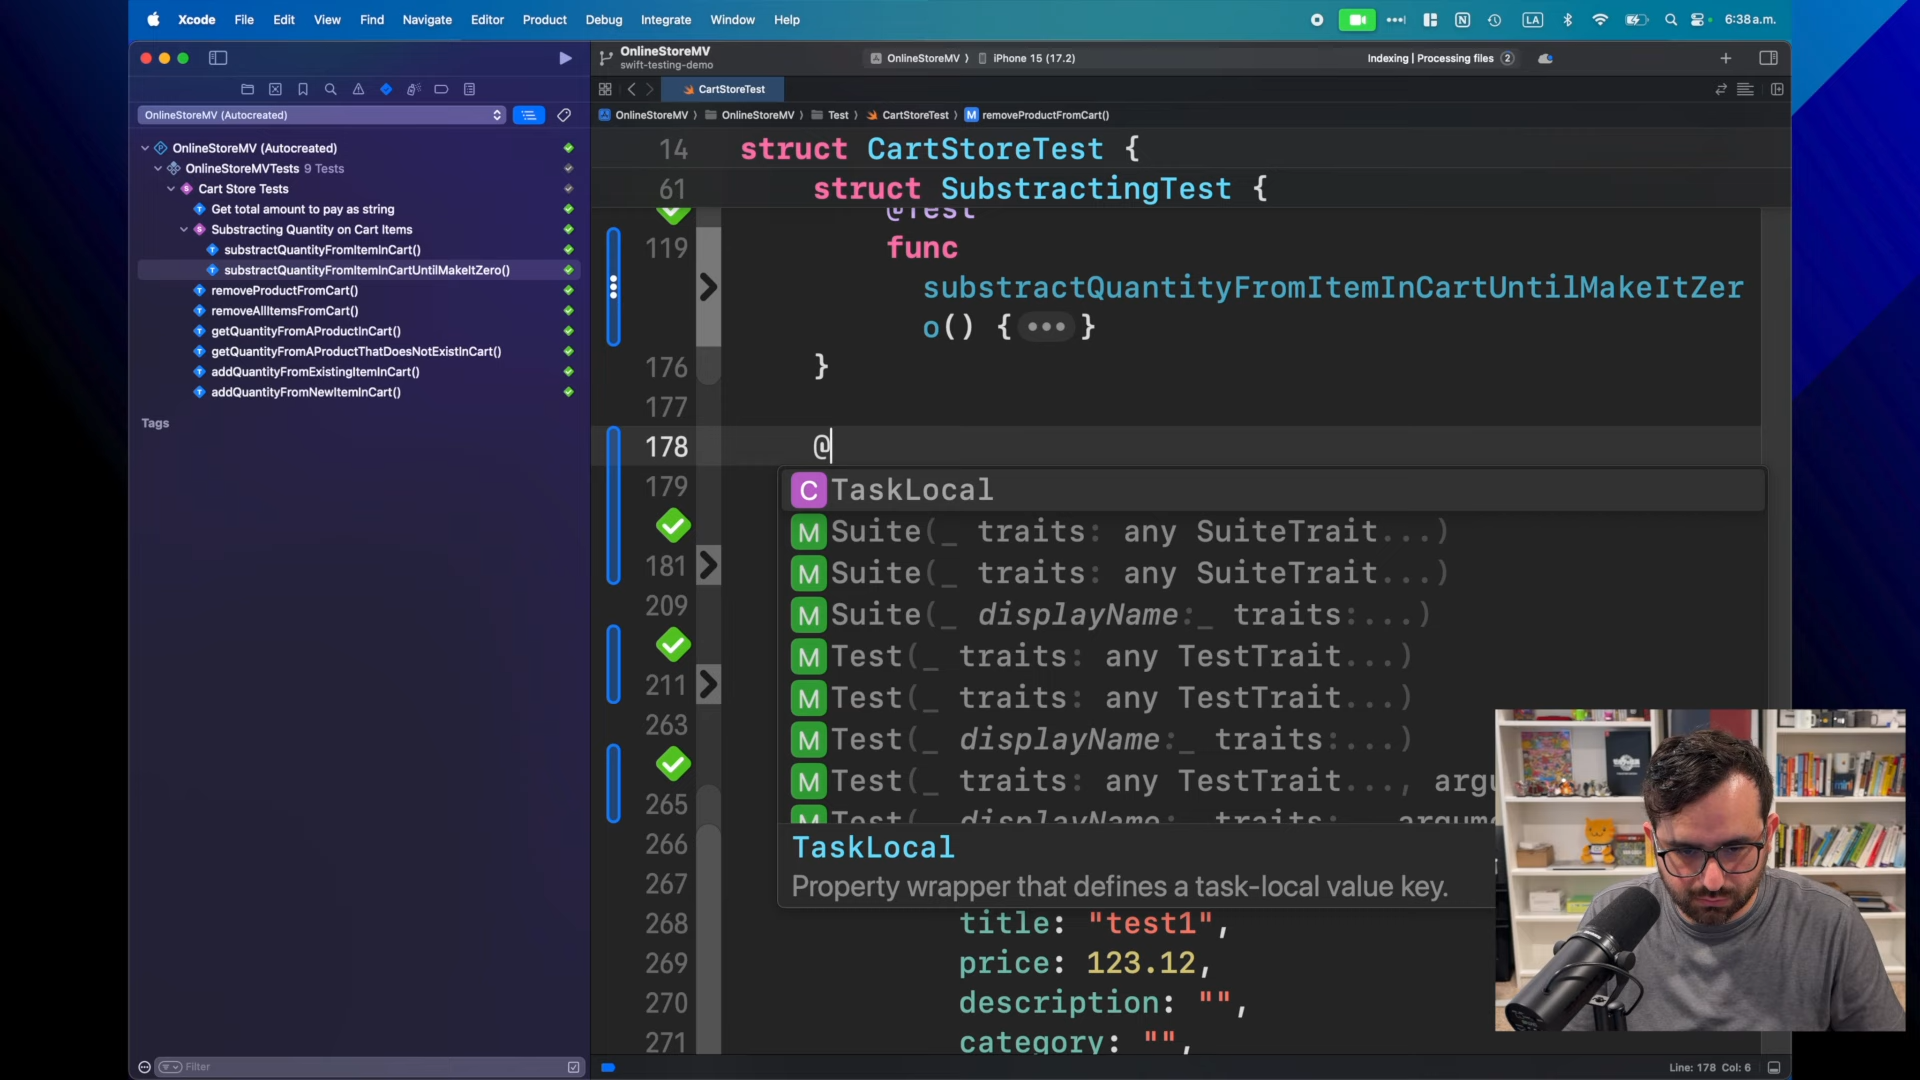 Xcode File Edit View Find Navigate Editor Product Debug Integrate Window Help
LA
6:38 a.m.
OnlineStoreMV
swift-testing-demo
OnlineStoreMV ⟩ iPhone 15 (17.2)
Indexing | Processing files 2
CartStoreTest
OnlineStoreMV (Autocreated)
OnlineStoreMV ⟩ OnlineStoreMV ⟩ Test ⟩ CartStoreTest ⟩ M removeProductFromCart()
OnlineStoreMV (Autocreated)
OnlineStoreMVTests 9 Tests
Cart Store Tests
Get total amount to pay as string
Substracting Quantity on Cart Items
substractQuantityFromItemInCart()
substractQuantityFromItemInCartUntilMakeItZero()
removeProductFromCart()
removeAllItemsFromCart()
getQuantityFromAProductInCart()
getQuantityFromAProductThatDoesNotExistInCart()
addQuantityFromExistingItemInCart()
addQuantityFromNewItemInCart()
Tags
Filter
14 struct CartStoreTest {
61 struct SubstractingTest {
@Test
119 func
substractQuantityFromItemInCartUntilMakeItZer
o() { ••• }
176 }
177
178 @
179
181
209
211
263
265
266
267
C TaskLocal
M Suite(_ traits: any SuiteTrait...)
M Suite(_ traits: any SuiteTrait...)
M Suite(_ displayName:_ traits:...)
M Test(_ traits: any TestTrait...)
M Test(_ traits: any TestTrait...)
M Test(_ displayName:_ traits:...)
M Test(_ traits: any TestTrait..., argu
M Test(_ displayName:_ traits: argum
TaskLocal
Property wrapper that defines a task-local value key.
268 title: "test1",
269 price: 123.12,
270 description: "",
271 category: "",
Line: 178 Col: 6